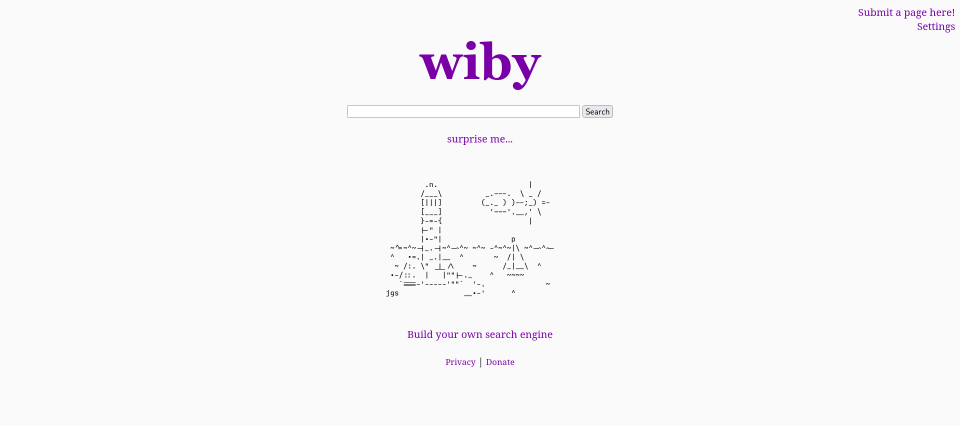 Submit a page here!
Settings
wiby
Search
surprise me...
jgs
Build your own search engine
Privacy | Donate